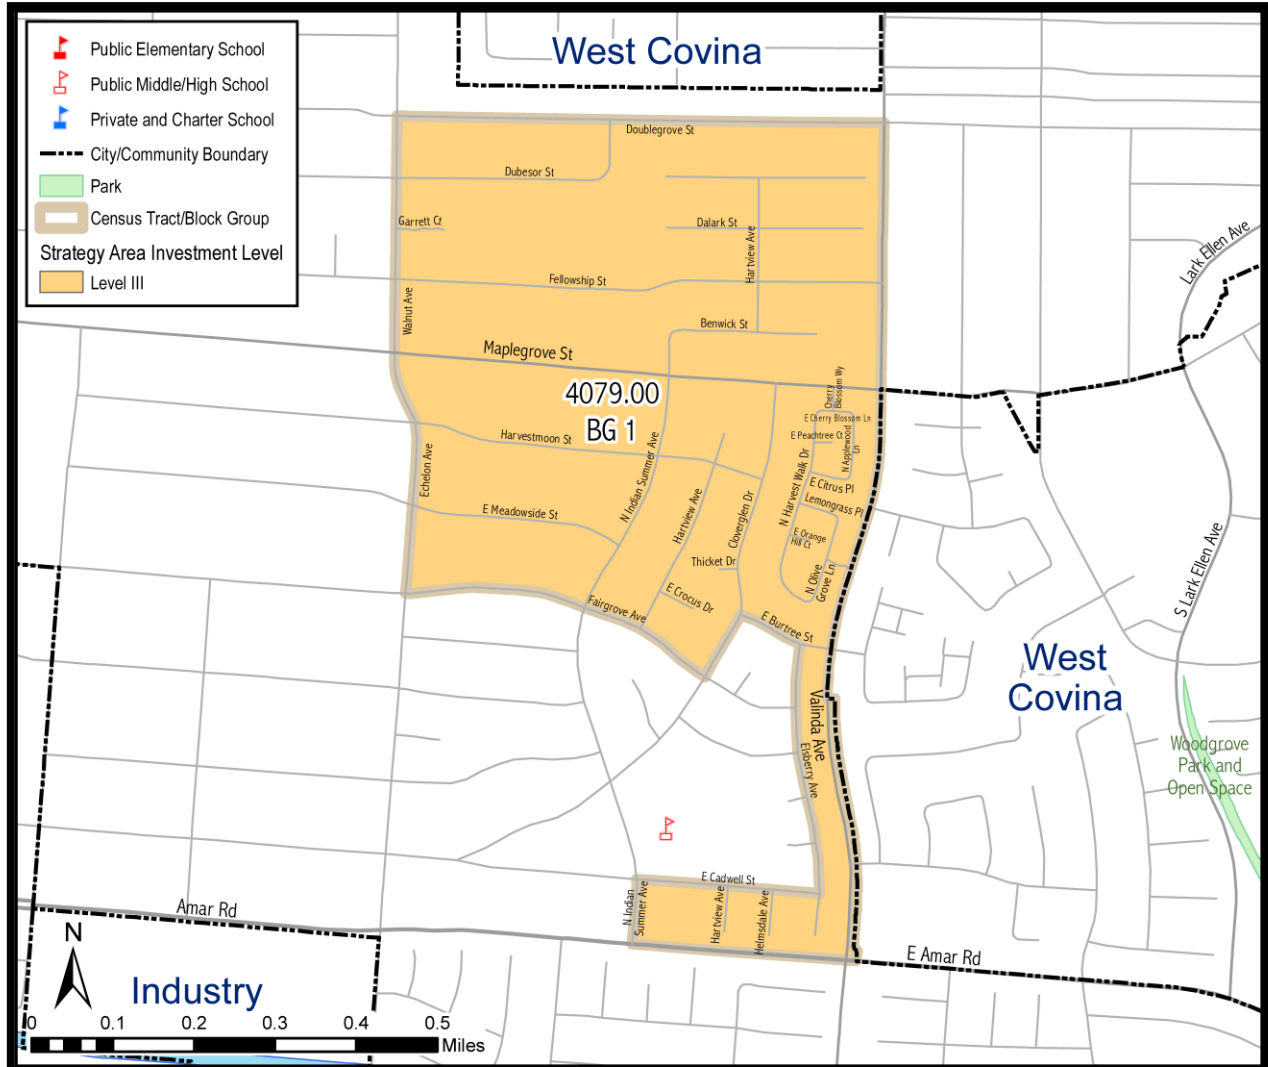 Public Elementary School
Public Middle/High School
Private and Charter School
City/Community Boundary
Park
Census Tract/Block Group
Strategy Area Investment Level
Level III
West Covina
Doublegrove St
Dubesor St
Garrett Ct
Dalark St
Hartview Ave
Lark Ellen Ave
Fellowship St
Walnut Ave
Benwick St
Maplegrove St
4079.00
BG 1
Cherry
Blossom Wy
E Cherry Blossom Ln
E Peachtree Ct
N Applewood
Ln
Harvestmoon St
Echelon Ave
N Indian Summer Ave
N Harvest Walk Dr
E Citrus Pl
Lemongrass Pl
E Meadowside St
Hartview Ave
Cloverglen Dr
E Orange
Hill Ct
Thicket Dr
N Olive
Grove Ln
S Lark Ellen Ave
E Crocus Dr
Fairgrove Ave
E Burtree St
West
Covina
Valinda Ave
Elsberry Ave
Woodgrove
Park and
Open Space
E Cadwell St
N Indian
Summer Ave
Hartview Ave
Helmsdale Ave
Amar Rd
E Amar Rd
N
Industry
0 0.1 0.2 0.3 0.4 0.5
Miles